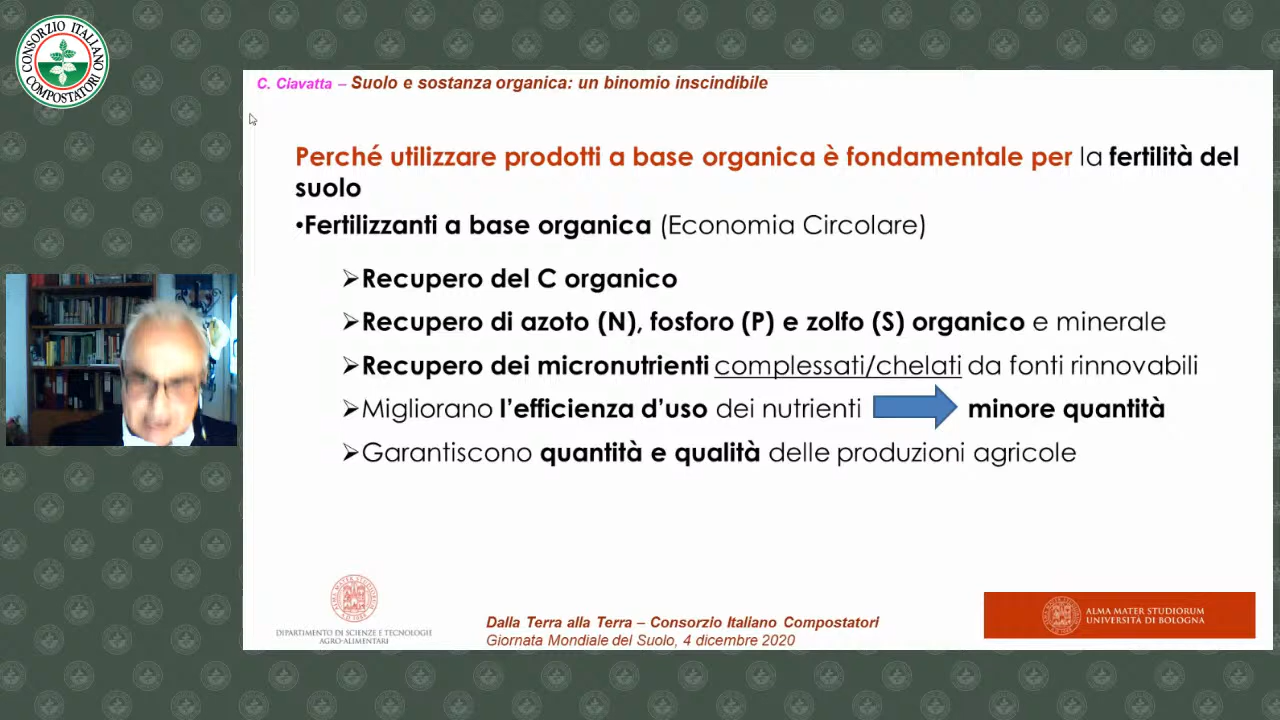 CONSORZIO ITALIANO
COMPOSTATORI
C. Ciavatta – Suolo e sostanza organica: un binomio inscindibile
Perché utilizzare prodotti a base organica è fondamentale per la fertilità del
suolo
•Fertilizzanti a base organica (Economia Circolare)
➢Recupero del C organico
➢Recupero di azoto (N), fosforo (P) e zolfo (S) organico e minerale
➢Recupero dei micronutrienti complessati/chelati da fonti rinnovabili
➢Migliorano l'efficienza d'uso dei nutrienti minore quantità
➢Garantiscono quantità e qualità delle produzioni agricole
DIPARTIMENTO DI SCIENZE E TECNOLOGIE
AGRO-ALIMENTARI
Dalla Terra alla Terra – Consorzio Italiano Compostatori
Giornata Mondiale del Suolo, 4 dicembre 2020
ALMA MATER STUDIORUM
UNIVERSITÀ DI BOLOGNA